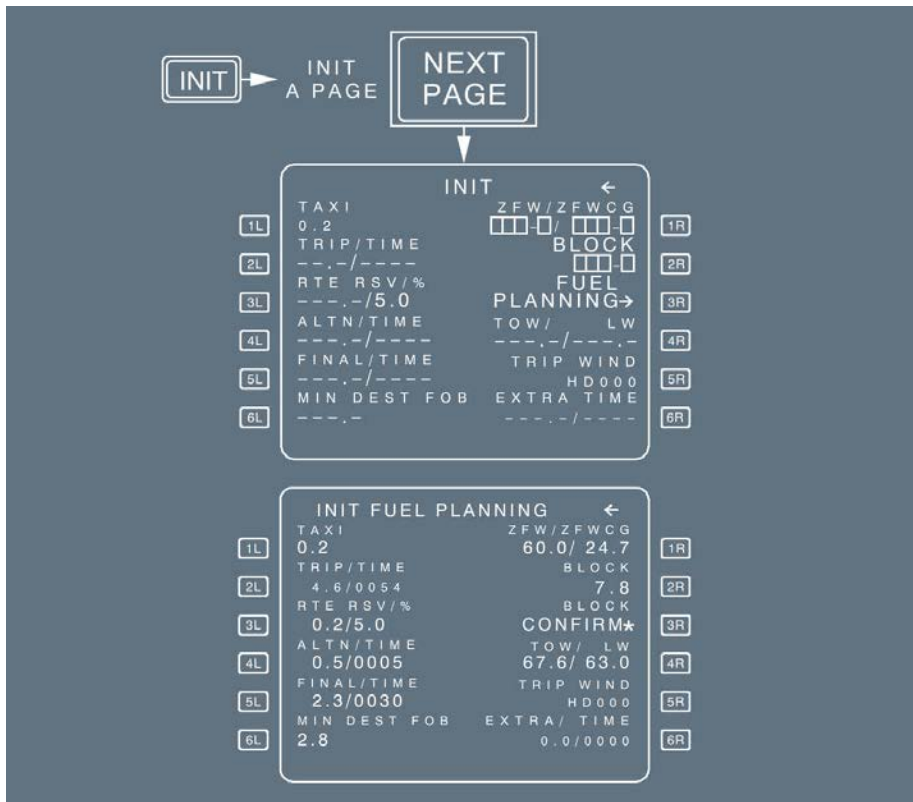 INIT
INIT
A PAGE
NEXT
PAGE
INIT ←
TAXI ZFW/ZFWCG
1L 0.2 □□□-□/ □□□-□ 1R
TRIP/TIME BLOCK
2L --.-/---- □□□-□ 2R
RTE RSV/% FUEL
3L ---.-/5.0 PLANNING→ 3R
ALTN/TIME TOW/ LW
4L ---.-/---- ---.-/---.- 4R
FINAL/TIME TRIP WIND
5L ---.-/---- HD000 5R
MIN DEST FOB EXTRA TIME
6L ---.- ---.-/---- 6R
INIT FUEL PLANNING ←
TAXI ZFW/ZFWCG
1L 0.2 60.0/ 24.7 1R
TRIP/TIME BLOCK
2L 4.6/0054 7.8 2R
RTE RSV/% BLOCK
3L 0.2/5.0 CONFIRM* 3R
ALTN/TIME TOW/ LW
4L 0.5/0005 67.6/ 63.0 4R
FINAL/TIME TRIP WIND
5L 2.3/0030 HD000 5R
MIN DEST FOB EXTRA/ TIME
6L 2.8 0.0/0000 6R